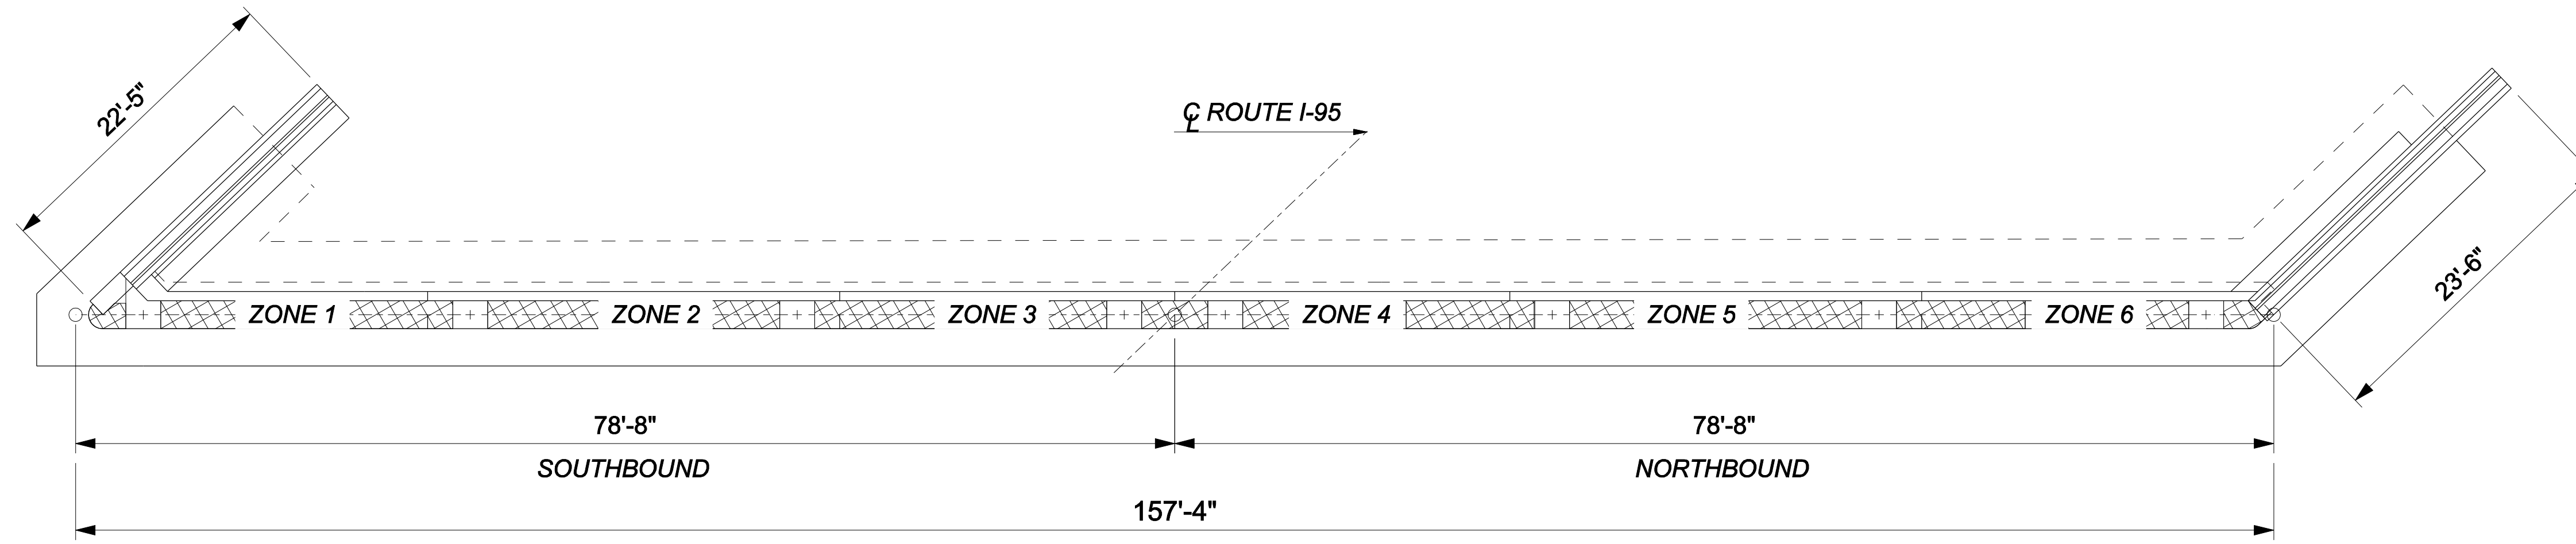 22'-5"
℄ ROUTE I-95
23'-6"
ZONE 1 ZONE 2 ZONE 3 ZONE 4 ZONE 5 ZONE 6
78'-8" 78'-8"
SOUTHBOUND NORTHBOUND
157'-4"